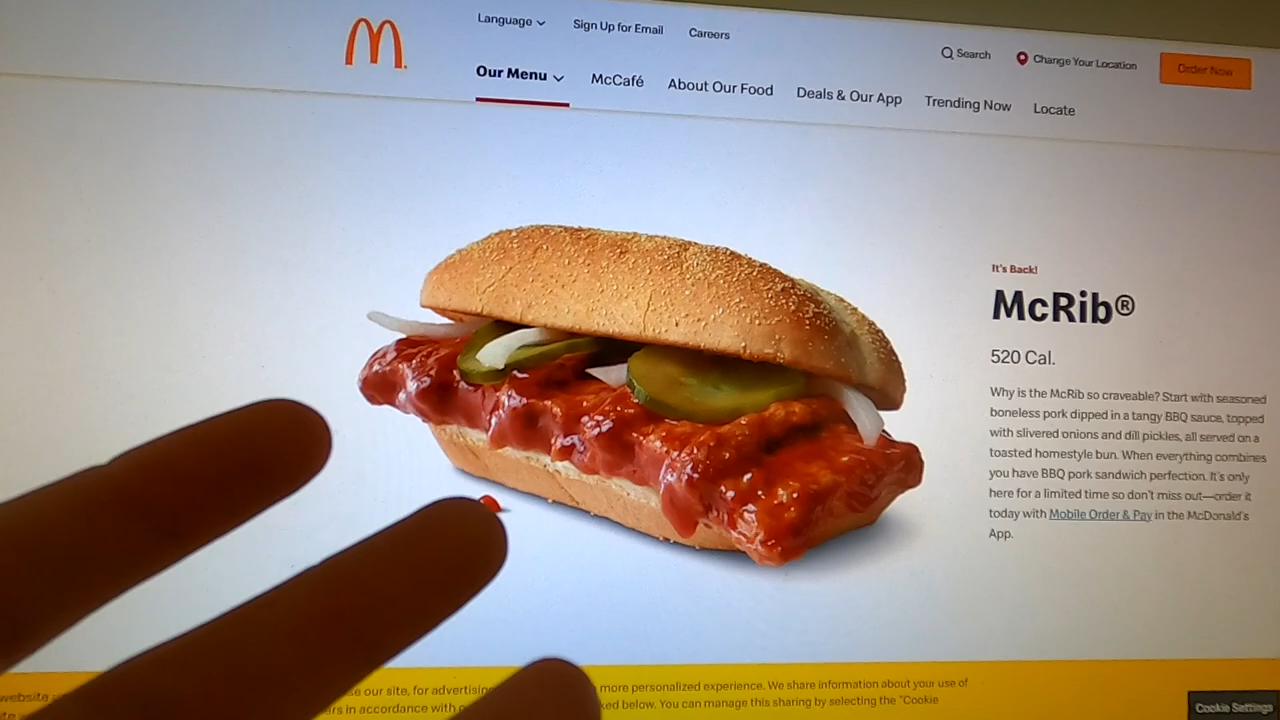 Language
Sign Up for Email
Careers
Search
Change Your Location
Order Now
Our Menu
McCafé
About Our Food
Deals & Our App
Trending Now
Locate
It's Back!
McRib®
520 Cal.
Why is the McRib so craveable? Start with seasoned
boneless pork dipped in a tangy BBQ sauce, topped
with slivered onions and dill pickles, all served on a
toasted homestyle bun. When everything combines
you have BBQ pork sandwich perfection. It's only
here for a limited time so don't miss out—order it
today with Mobile Order & Pay in the McDonald's
App.
website our site, for advertising more personalized experience. We share information about your use of
in accordance with below. You can manage this sharing by selecting the "Cookie
Cookie Settings